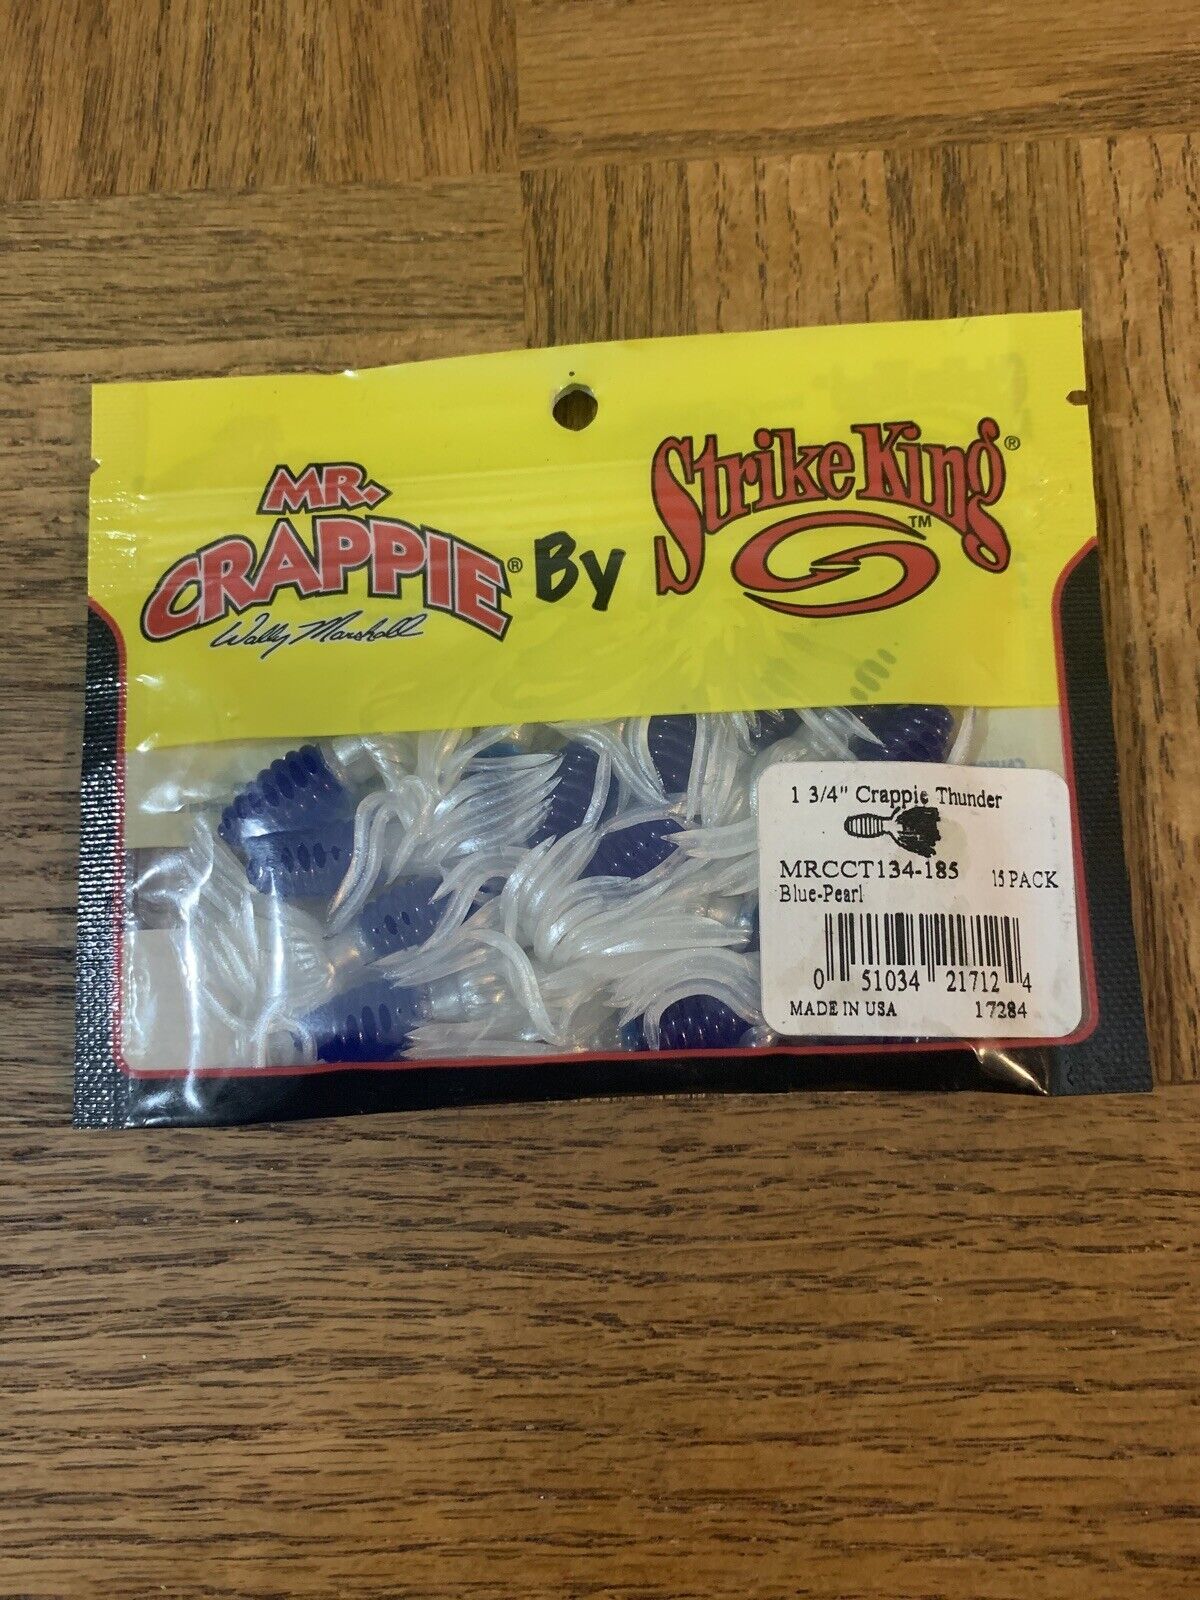 MR.
CRAPPIE®
Wally Marshall
By
Strike King®
TM
1 3/4" Crappie Thunder
MRCCT134-185 15 PACK
Blue-Pearl
0 51034 21712 4
MADE IN USA 17284